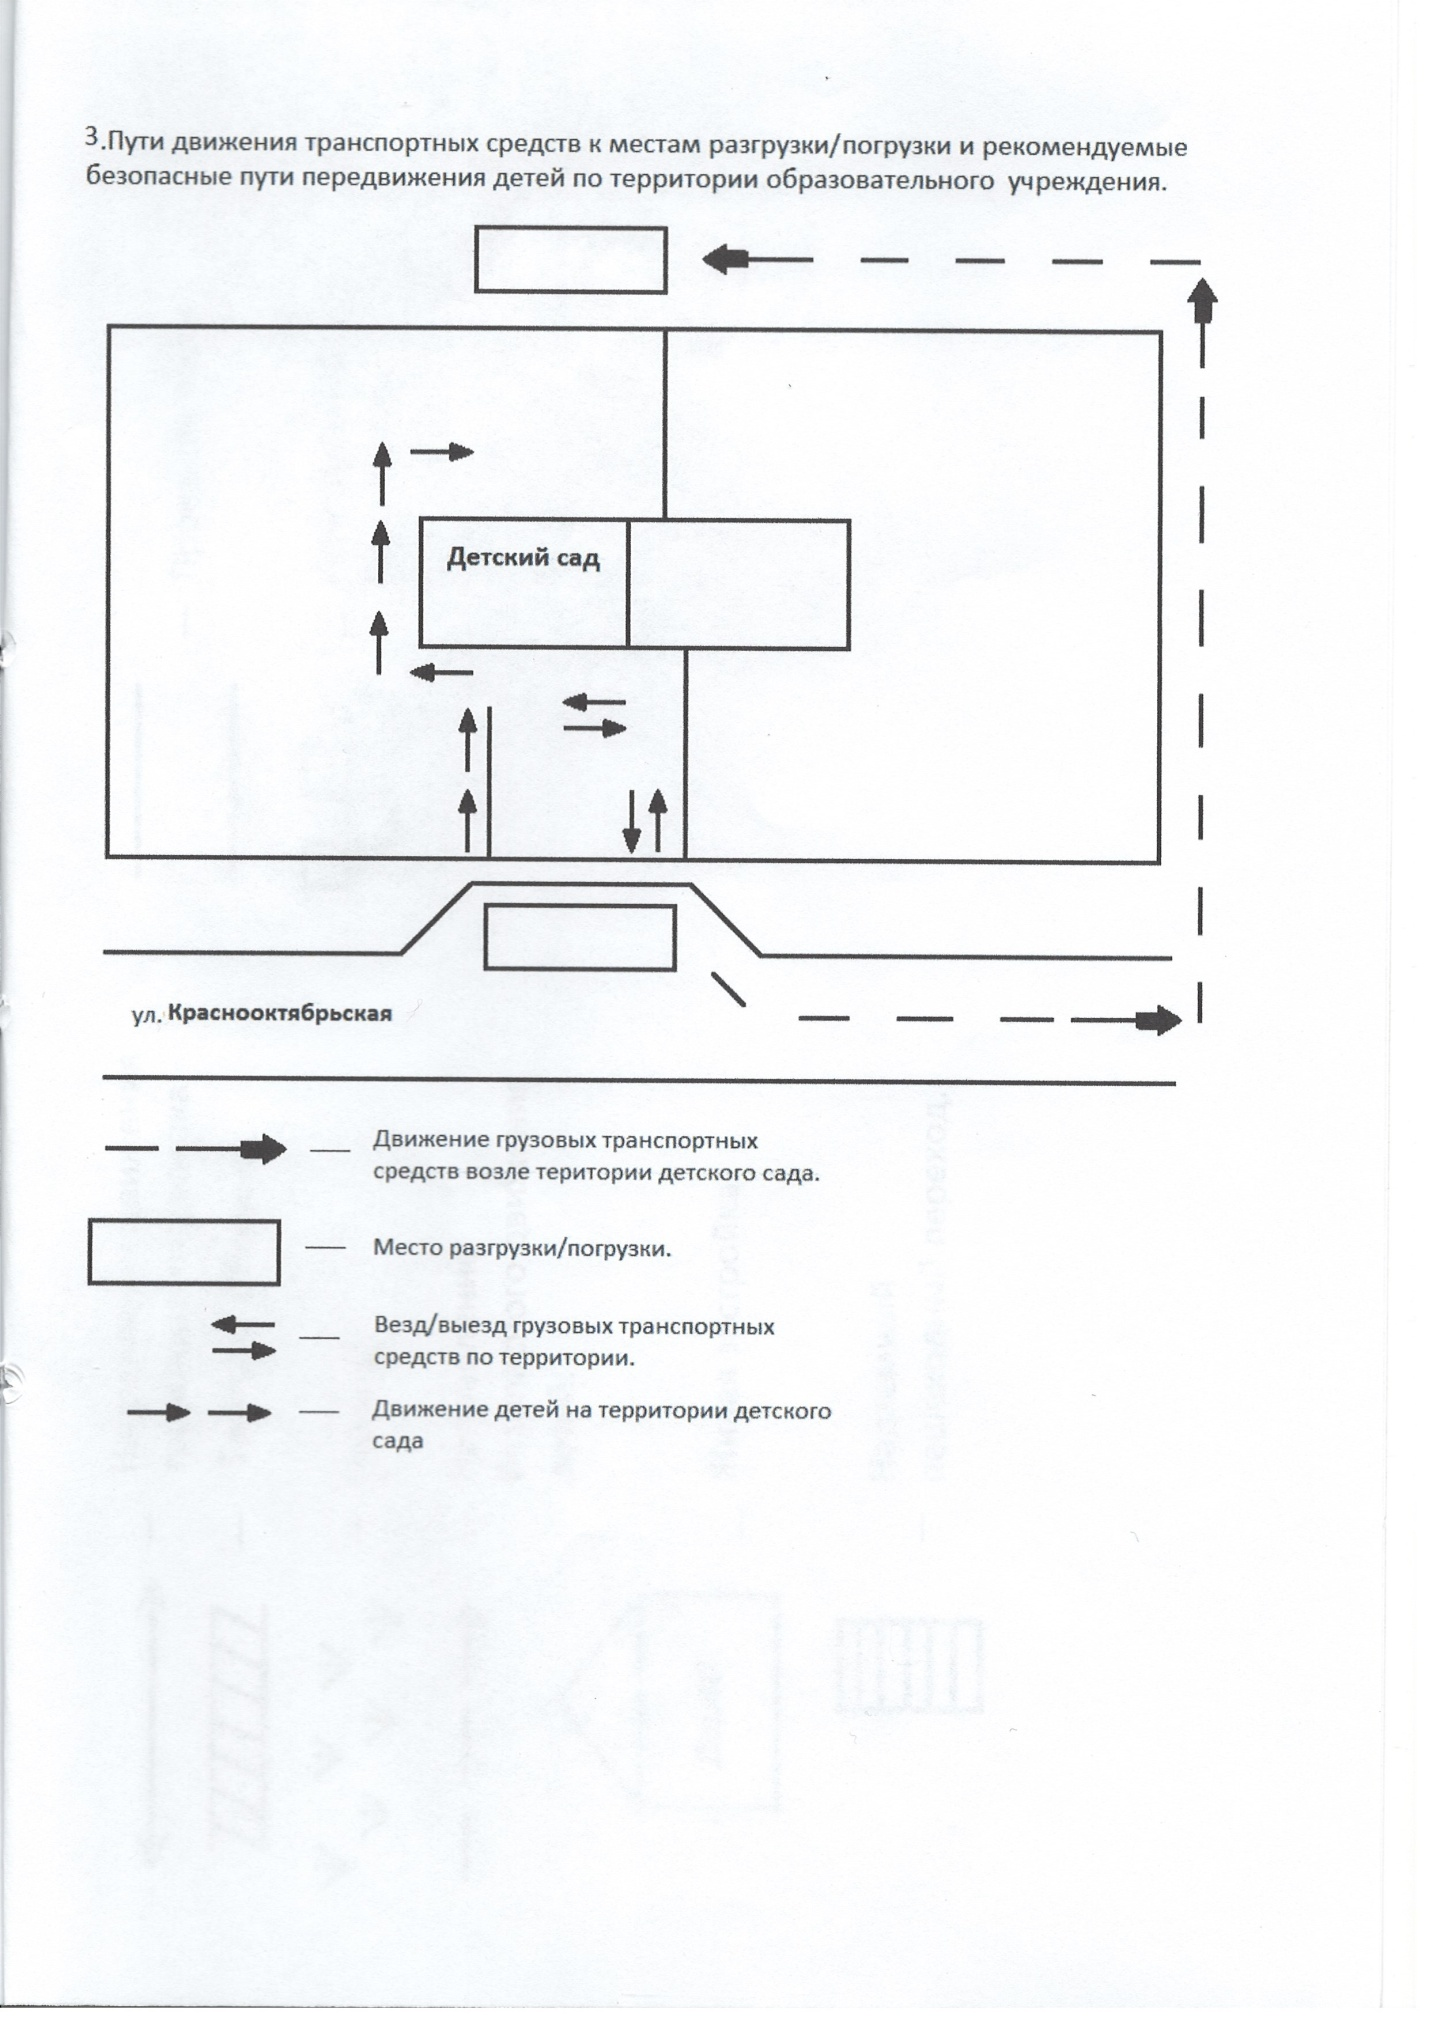 3.Пути движения транспортных средств к местам разгрузки/погрузки и рекомендуемые
безопасные пути передвижения детей по территории образовательного учреждения.
Детский сад
ул. Краснооктябрьская
Движение грузовых транспортных
средств возле територии детского сада.
Место разгрузки/погрузки.
Везд/выезд грузовых транспортных
средств по территории.
Движение детей на территории детского
сада